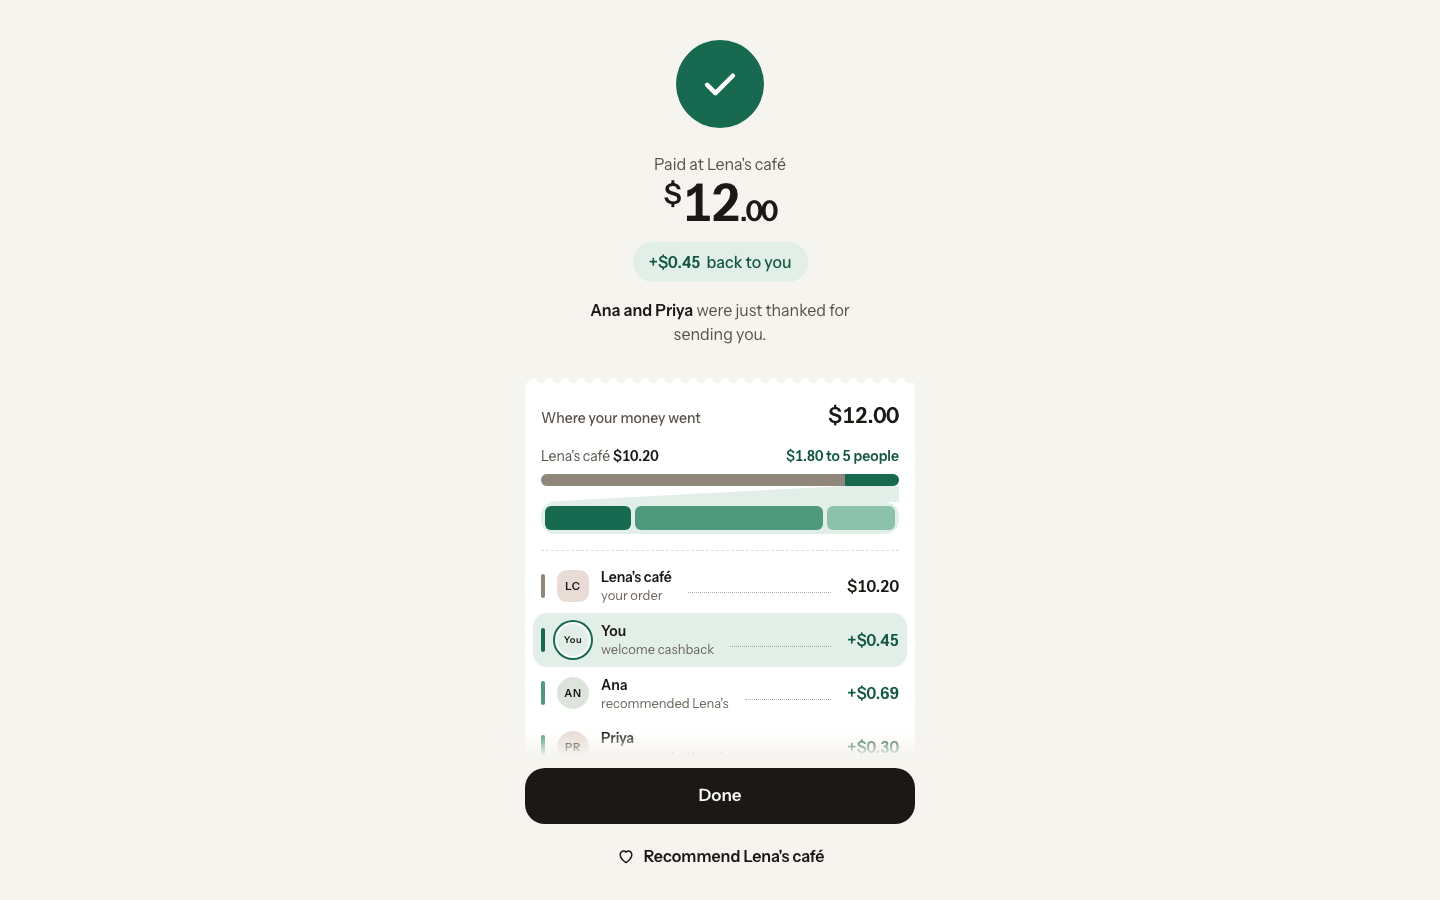 Paid at Lena's café
$12.00
+$0.45 back to you
Ana and Priya were just thanked for
sending you.
Where your money went $12.00
Lena's café $10.20 $1.80 to 5 people
LC Lena's café $10.20
your order
You You +$0.45
welcome cashback
AN Ana +$0.69
recommended Lena's
PR Priya +$0.30
Done
Recommend Lena's café